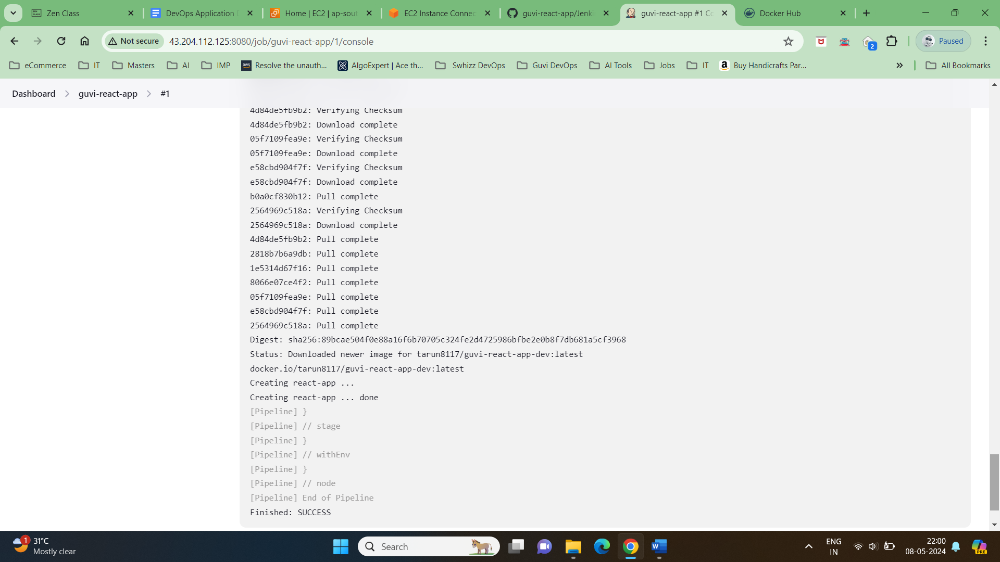 Zen Class
DevOps Application D
Home | EC2 | ap-sout
EC2 Instance Connec
guvi-react-app/Jenki
guvi-react-app #1 Co
Docker Hub
Not secure
43.204.112.125:8080/job/guvi-react-app/1/console
2
Paused
eCommerce
IT
Masters
AI
IMP
aws
Resolve the unauth...
AlgoExpert | Ace th...
Swhizz DevOps
Guvi DevOps
AI Tools
Jobs
IT
a
Buy Handicrafts Par...
All Bookmarks
Dashboard
guvi-react-app
#1
4d84de5fb9b2: Verifying Checksum
4d84de5fb9b2: Download complete
05f7109fea9e: Verifying Checksum
05f7109fea9e: Download complete
e58cbd904f7f: Verifying Checksum
e58cbd904f7f: Download complete
b0a0cf830b12: Pull complete
2564969c518a: Verifying Checksum
2564969c518a: Download complete
4d84de5fb9b2: Pull complete
2818b7b6a9db: Pull complete
1e5314d67f16: Pull complete
8066e07ce4f2: Pull complete
05f7109fea9e: Pull complete
e58cbd904f7f: Pull complete
2564969c518a: Pull complete
Digest: sha256:89bcae504f0e88a16f6b70705c324fe2d4725986bfbe2e0b8f7db681a5cf3968
Status: Downloaded newer image for tarun8117/guvi-react-app-dev:latest
docker.io/tarun8117/guvi-react-app-dev:latest
Creating react-app ...
Creating react-app ... done
[Pipeline] }
[Pipeline] // stage
[Pipeline] }
[Pipeline] // withEnv
[Pipeline] }
[Pipeline] // node
[Pipeline] End of Pipeline
Finished: SUCCESS
1
31°C
Mostly clear
Search
W
ENG
IN
22:00
08-05-2024
PRE